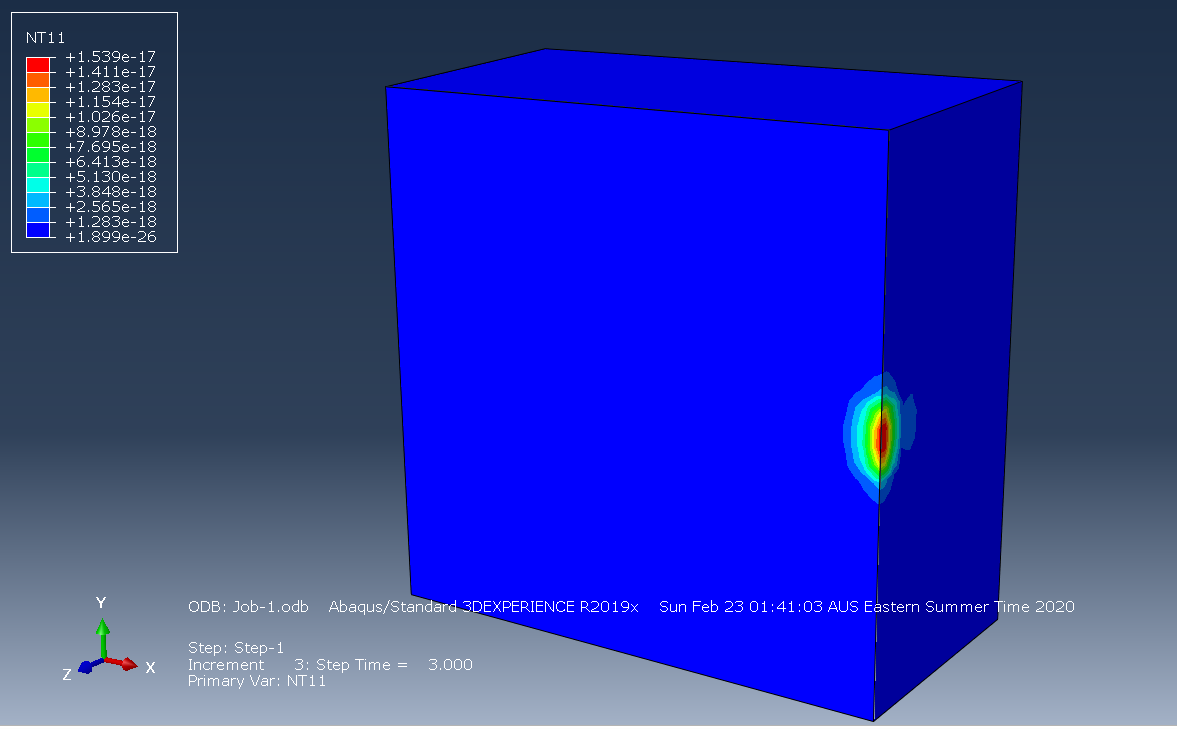 NT11
+1.539e-17
+1.411e-17
+1.283e-17
+1.154e-17
+1.026e-17
+8.978e-18
+7.695e-18
+6.413e-18
+5.130e-18
+3.848e-18
+2.565e-18
+1.283e-18
+1.899e-26
Y
Z X
ODB: Job-1.odb Abaqus/Standard 3DEXPERIENCE R2019x Sun Feb 23 01:41:03 AUS Eastern Summer Time 2020
Step: Step-1
Increment 3: Step Time = 3.000
Primary Var: NT11